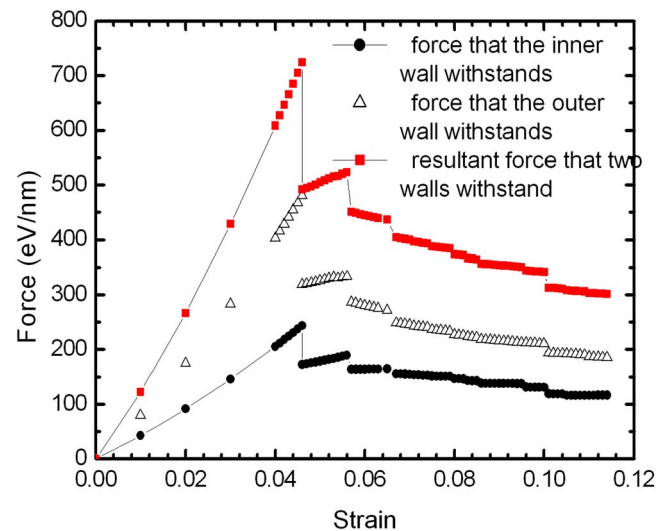 800
700
600
500
400
300
200
100
0
Force (eV/nm)
force that the inner
wall withstands
force that the outer
wall withstands
resultant force that two
walls withstand
0.00 0.02 0.04 0.06 0.08 0.10 0.12
Strain